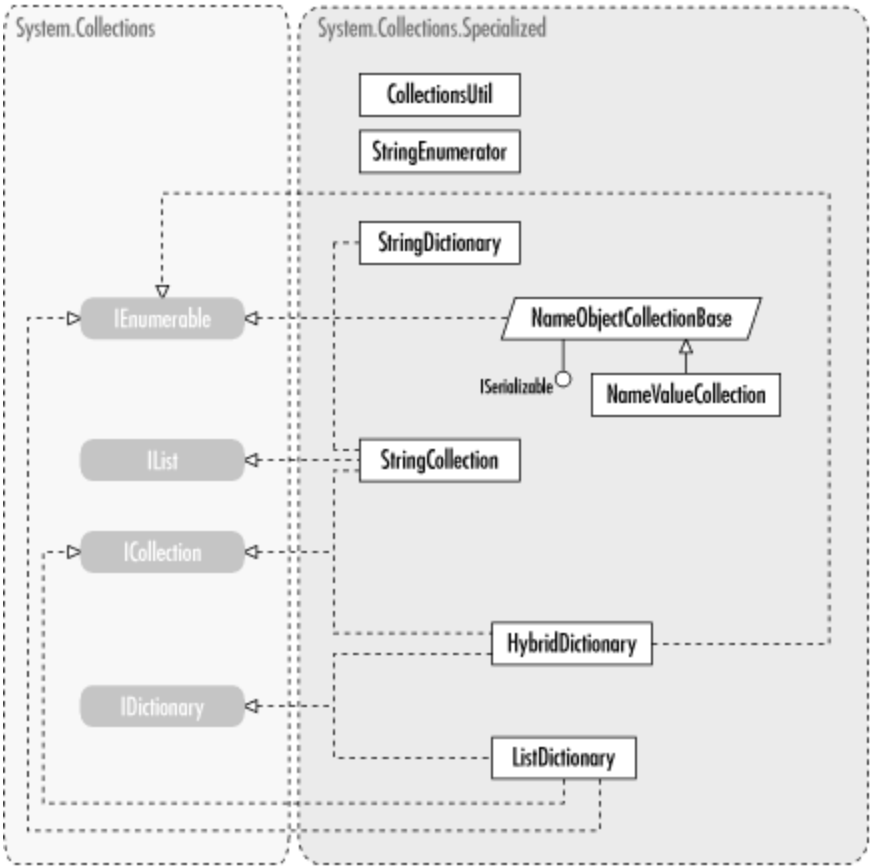 System.Collections
System.Collections.Specialized
CollectionsUtil
StringEnumerator
StringDictionary
IEnumerable
NameObjectCollectionBase
ISerializable
NameValueCollection
IList
StringCollection
ICollection
HybridDictionary
IDictionary
ListDictionary